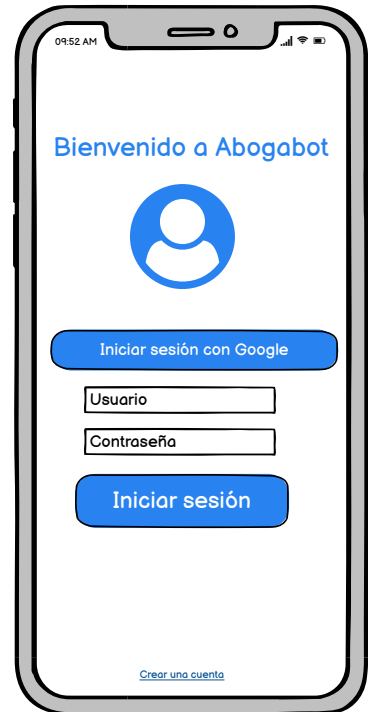 09:52 AM
Bienvenido a Abogabot
Iniciar sesión con Google
Usuario
Contraseña
Iniciar sesión
Crear una cuenta